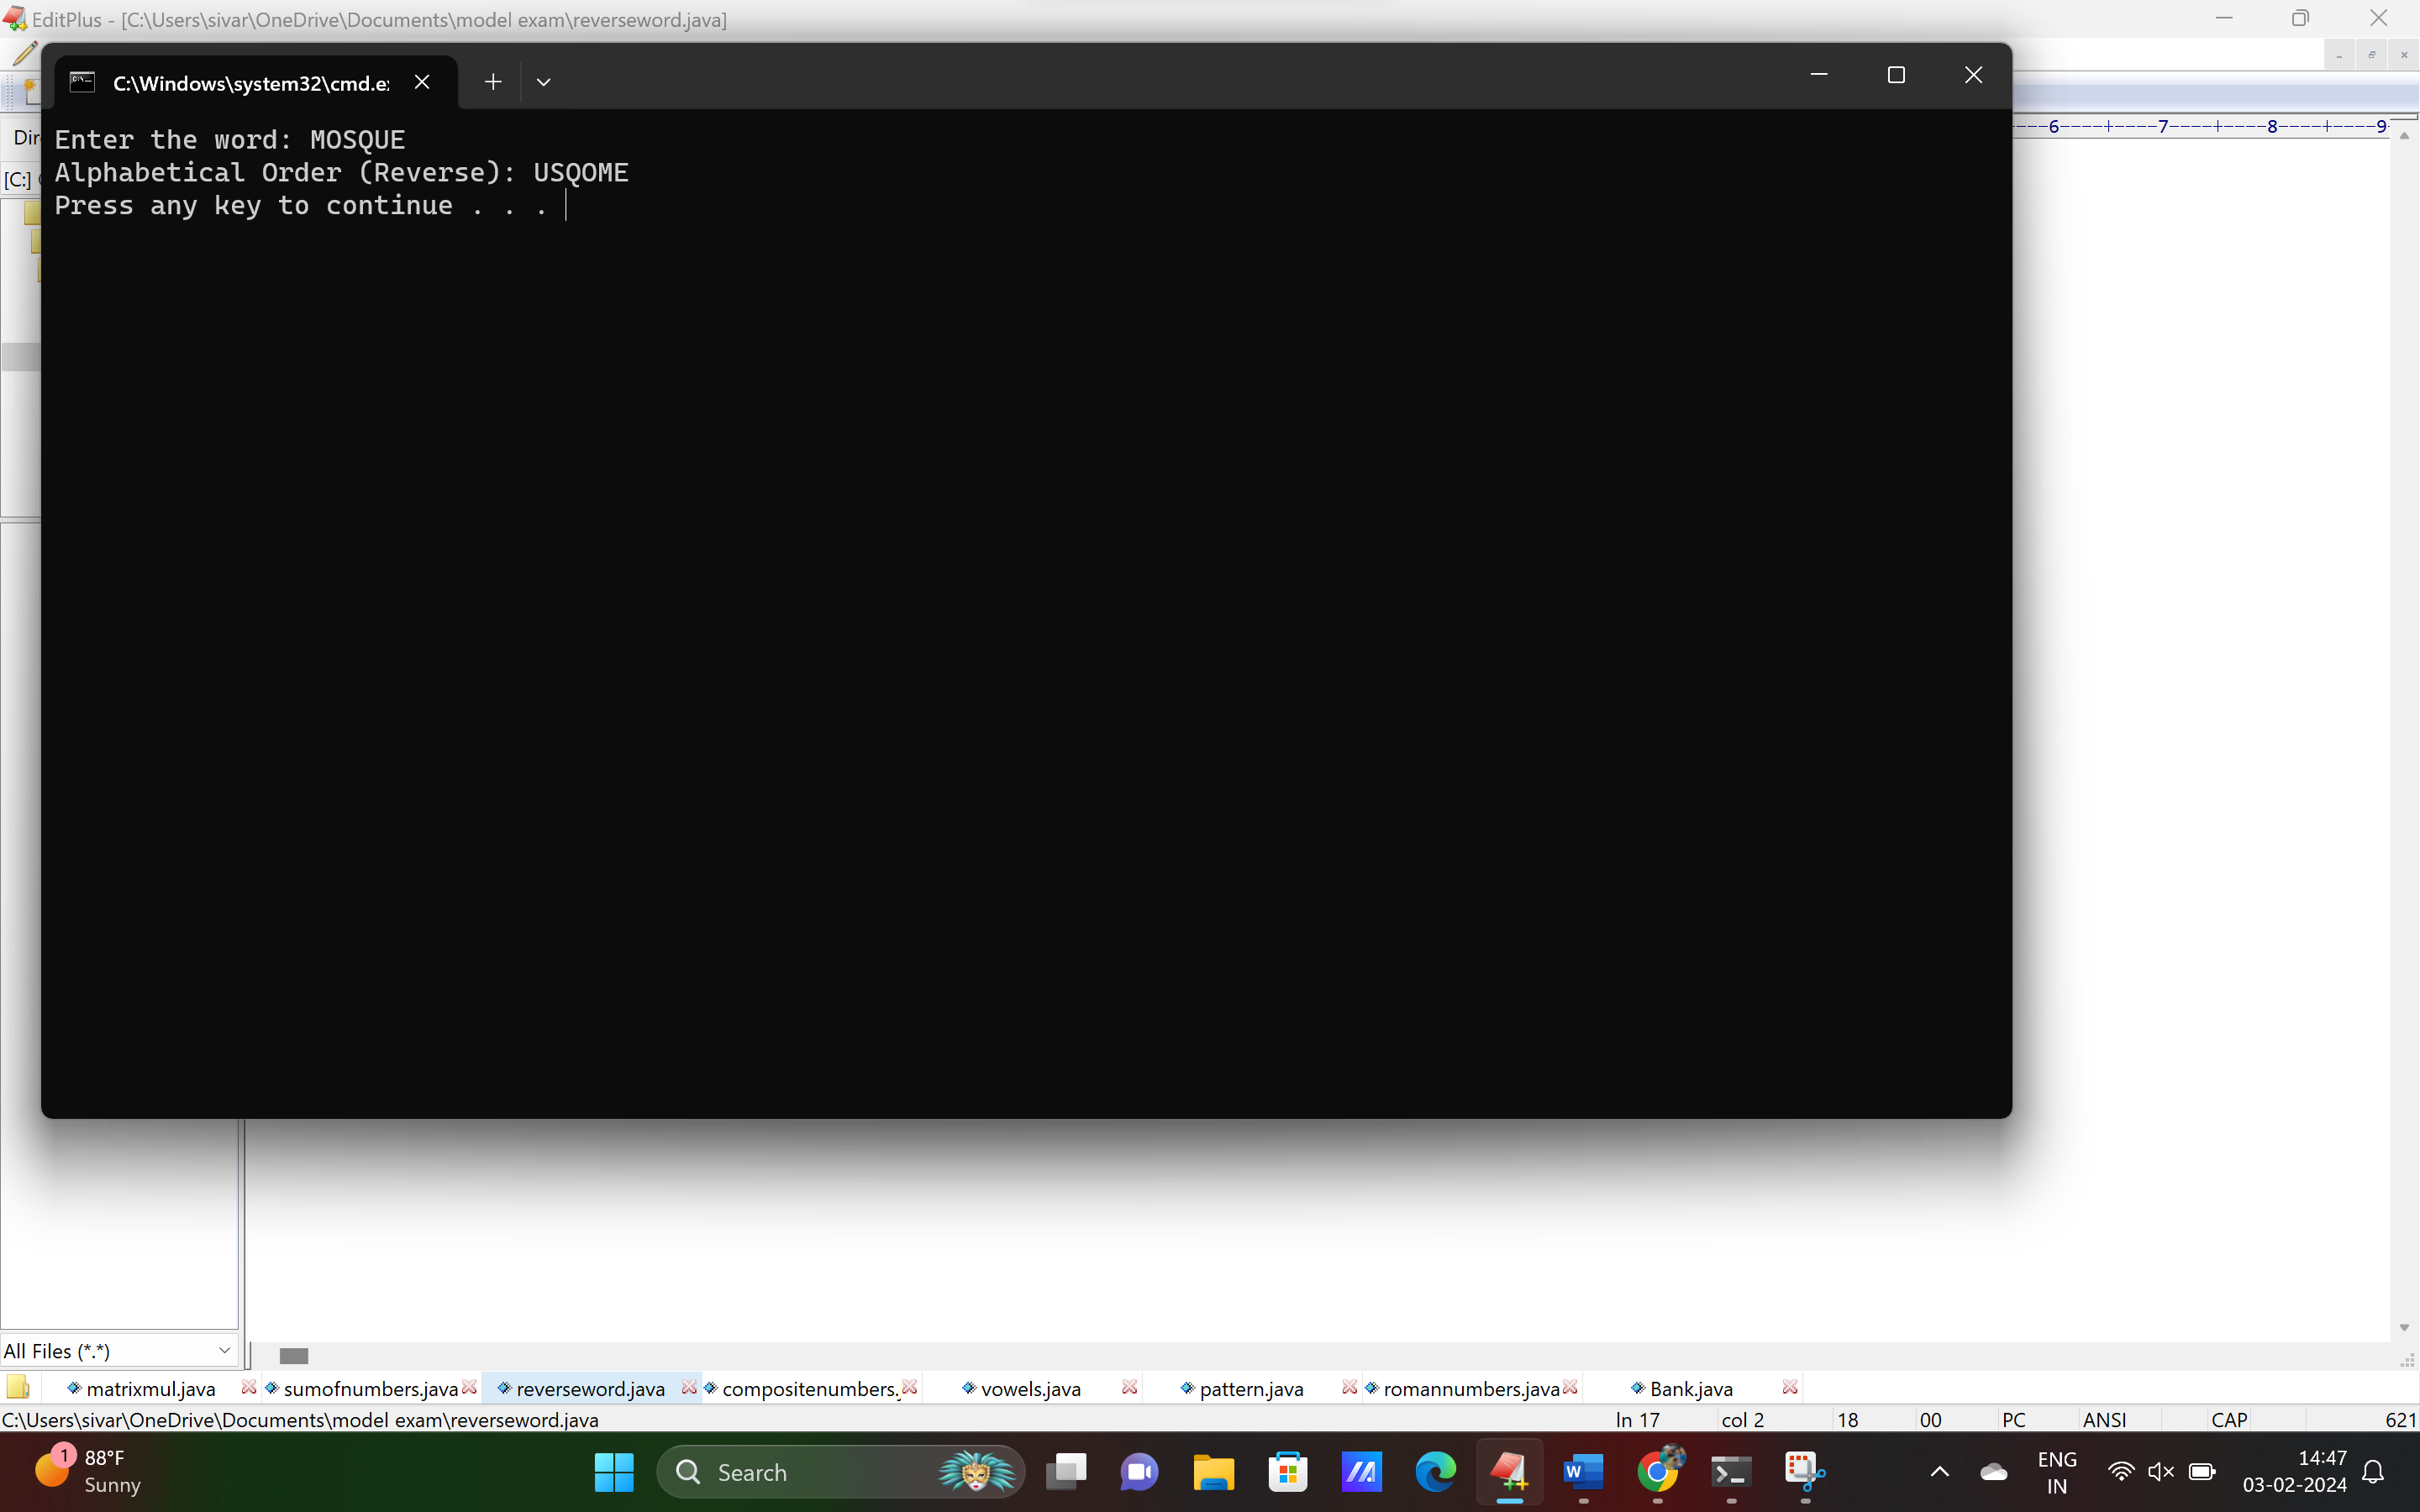 EditPlus - [C:\Users\sivar\OneDrive\Documents\model exam\reverseword.java]
C:\Windows\system32\cmd.e
Dir
---6----+----7----+----8----+----9-
[C:]
Enter the word: MOSQUE
Alphabetical Order (Reverse): USQOME
Press any key to continue . . .
All Files (*.*)
matrixmul.java sumofnumbers.java reverseword.java compositenumbers. vowels.java pattern.java romannumbers.java Bank.java
C:\Users\sivar\OneDrive\Documents\model exam\reverseword.java ln 17 col 2 18 00 PC ANSI CAP 621
1 88°F
Sunny
Search
W
ENG
IN
14:47
03-02-2024